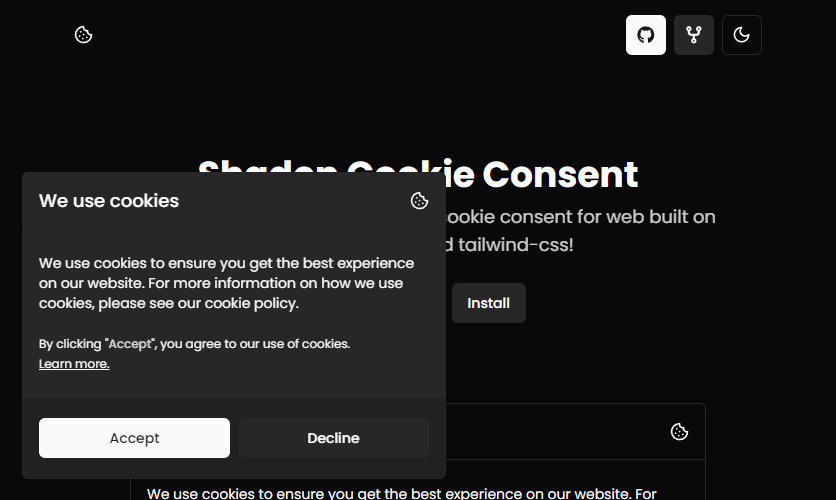 Cookie Consent
cookie consent for web built on
tailwind-css!
Install
We use cookies
We use cookies to ensure you get the best experience
on our website. For more information on how we use
cookies, please see our cookie policy.
By clicking "Accept", you agree to our use of cookies.
Learn more.
Accept
Decline
We use cookies to ensure you get the best experience on our website. For